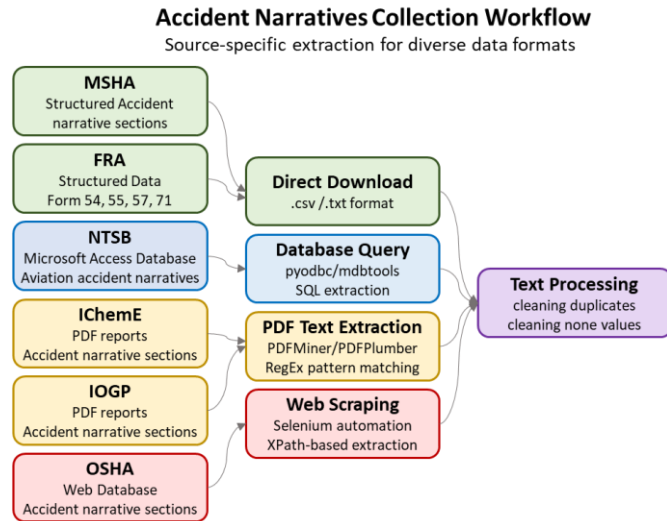 Accident Narratives Collection Workflow
Source-specific extraction for diverse data formats
MSHA
Structured Accident
narrative sections
FRA
Structured Data
Form 54, 55, 57, 71
NTSB
Microsoft Access Database
Aviation accident narratives
IChemE
PDF reports
Accident narrative sections
IOGP
PDF reports
Accident narrative sections
OSHA
Web Database
Accident narrative sections
Direct Download
.csv /.txt format
Database Query
pyodbc/mdbtools
SQL extraction
PDF Text Extraction
PDFMiner/PDFPlumber
RegEx pattern matching
Web Scraping
Selenium automation
XPath-based extraction
Text Processing
cleaning duplicates
cleaning none values